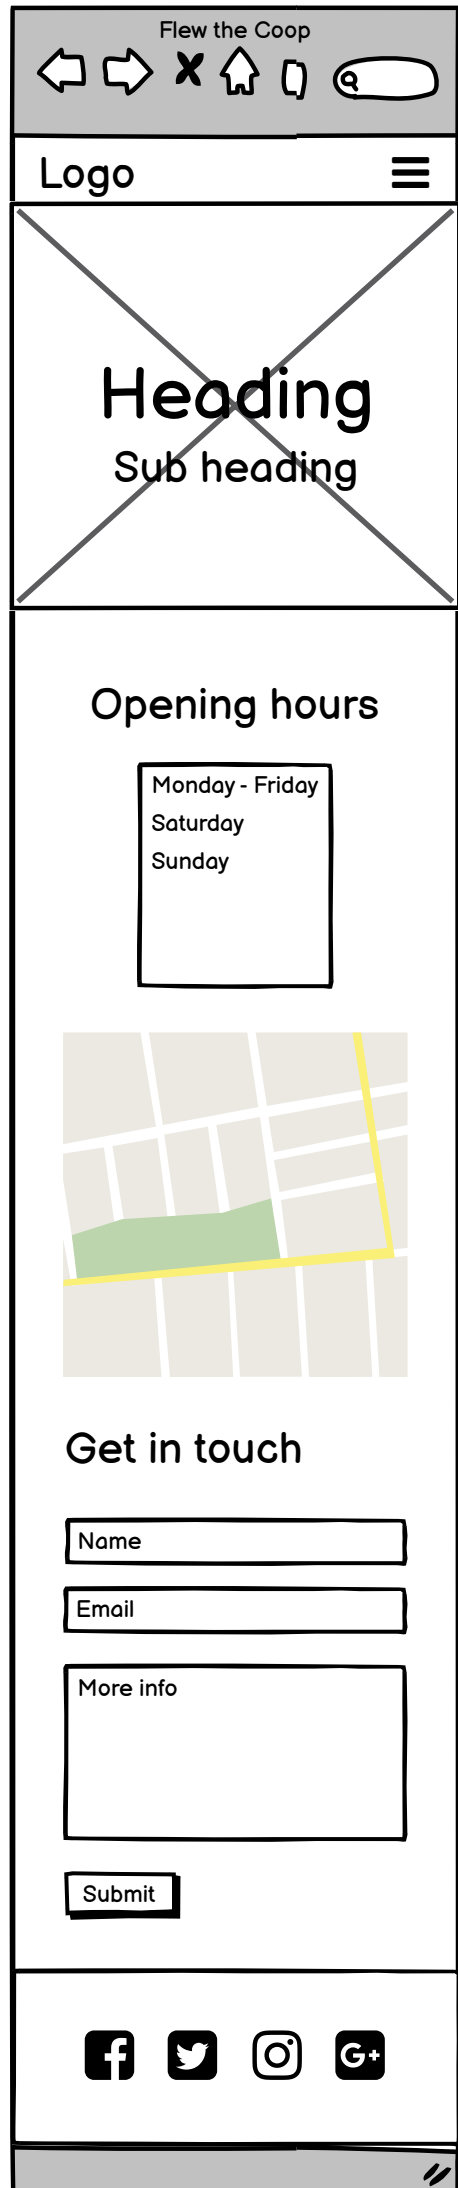 Flew the Coop
Logo
Heading
Sub heading
Opening hours
Monday - Friday
Saturday
Sunday
Get in touch
Name
Email
More info
Submit
G+